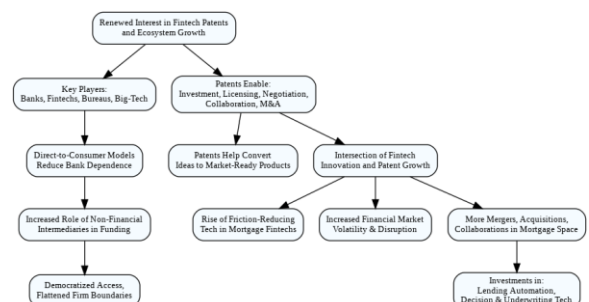 Renewed Interest in Fintech Patents
and Ecosystem Growth
Key Players:
Banks, Fintechs, Bureaus, Big-Tech
Patents Enable:
Investment, Licensing, Negotiation,
Collaboration, M&A
Direct-to-Consumer Models
Reduce Bank Dependence
Patents Help Convert
Ideas to Market-Ready Products
Intersection of Fintech
Innovation and Patent Growth
Increased Role of Non-Financial
Intermediaries in Funding
Rise of Friction-Reducing
Tech in Mortgage Fintechs
Increased Financial Market
Volatility & Disruption
More Mergers, Acquisitions,
Collaborations in Mortgage Space
Democratized Access,
Flattened Firm Boundaries
Investments in:
Lending Automation,
Decision & Underwriting Tech